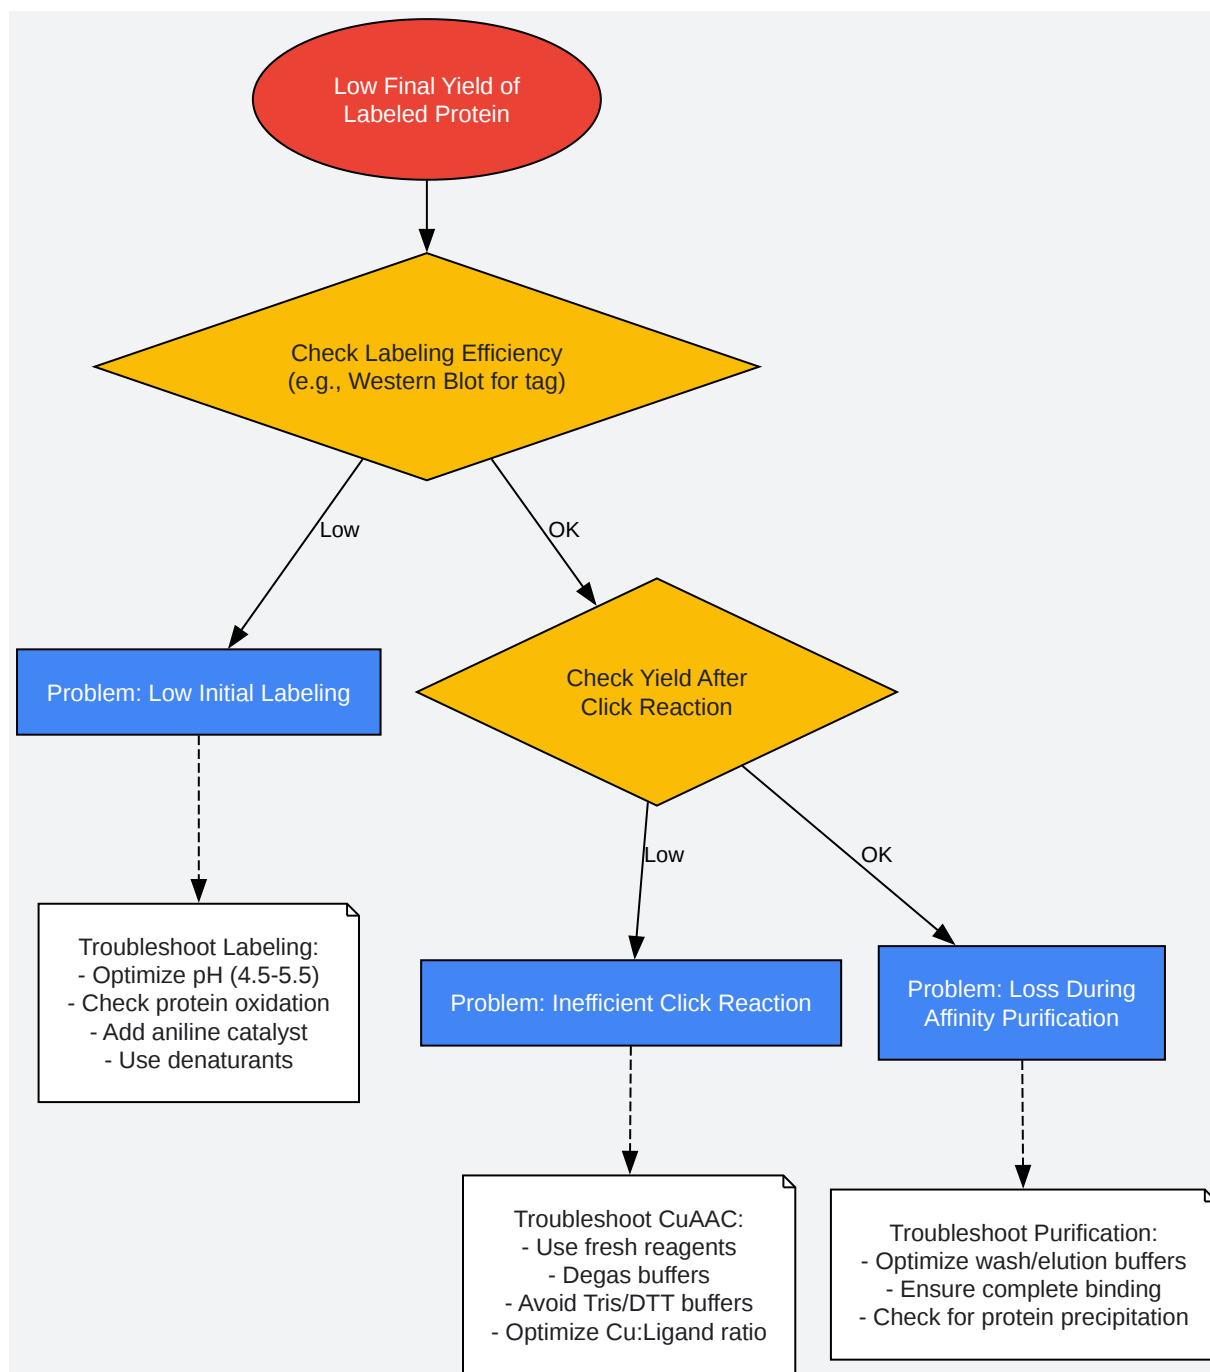 Low Final Yield of
Labeled Protein
Check Labeling Efficiency
(e.g., Western Blot for tag)
Low
OK
Problem: Low Initial Labeling
Check Yield After
Click Reaction
Low
OK
Troubleshoot Labeling:
- Optimize pH (4.5-5.5)
- Check protein oxidation
- Add aniline catalyst
- Use denaturants
Problem: Inefficient Click Reaction
Problem: Loss During
Affinity Purification
Troubleshoot CuAAC:
- Use fresh reagents
- Degas buffers
- Avoid Tris/DTT buffers
- Optimize Cu:Ligand ratio
Troubleshoot Purification:
- Optimize wash/elution buffers
- Ensure complete binding
- Check for protein precipitation